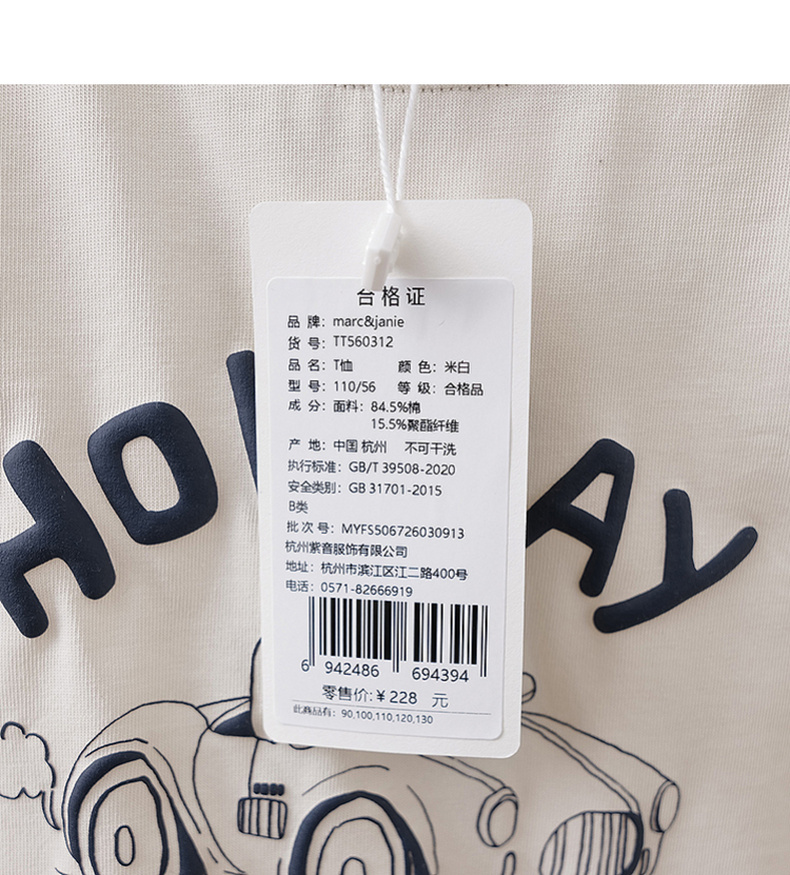 合格证
品 牌: marc&janie
货 号: TT560312
品 名: T恤 颜 色: 米白
型 号: 110/56 等 级: 合格品
成 分: 面料: 84.5%棉
15.5%聚酯纤维
产 地: 中国 杭州 不可干洗
执行标准: GB/T 39508-2020
安全类别: GB 31701-2015
B类
批 次 号: MYFS506726030913
杭州紫音服饰有限公司
地址: 杭州市滨江区江二路400号
电话: 0571-82666919
6 942486 694394
零售价:¥228 元
此商品有: 90,100,110,120,130
HOL AY